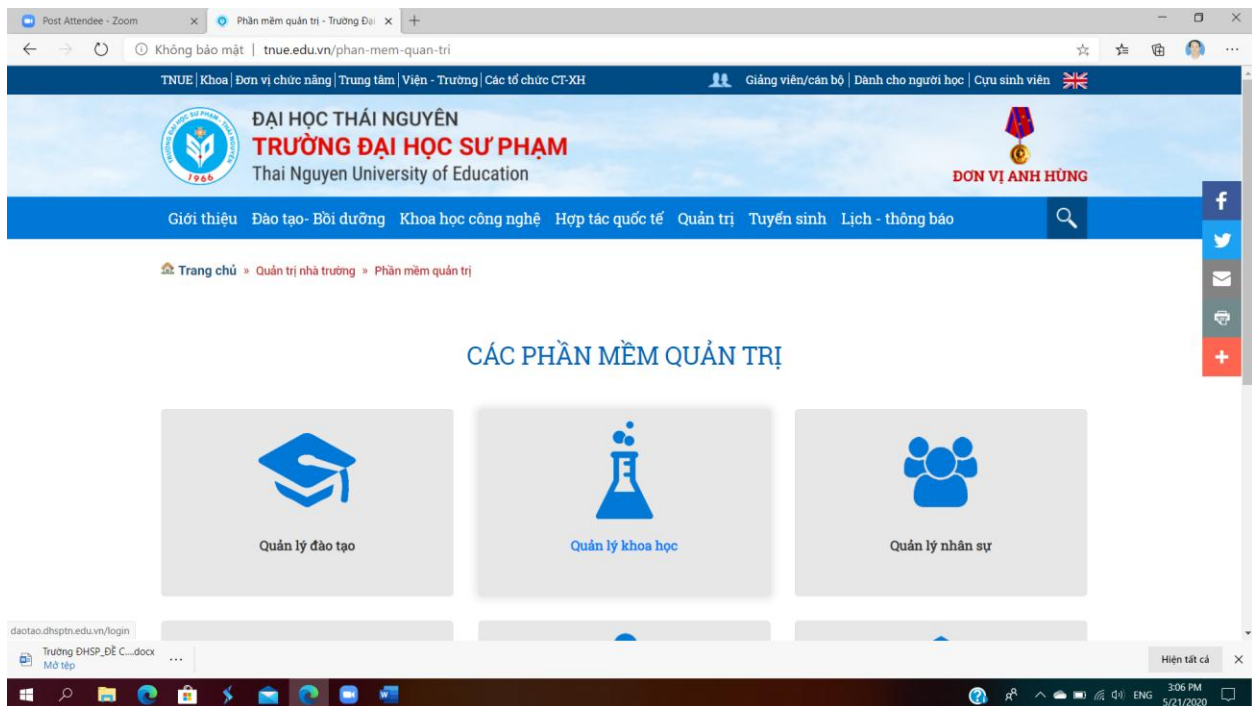 Post Attendee - Zoom
Phần mềm quản trị - Trường Đại
Không bảo mật | tnue.edu.vn/phan-mem-quan-tri
TNUE | Khoa | Đơn vị chức năng | Trung tâm | Viện - Trường | Các tổ chức CT-XH
Giảng viên/cán bộ | Dành cho người học | Cựu sinh viên
ĐẠI HỌC THÁI NGUYÊN
TRƯỜNG ĐẠI HỌC SƯ PHẠM
Thai Nguyen University of Education
1966
ĐƠN VỊ ANH HÙNG
Giới thiệu Đào tạo- Bồi dưỡng Khoa học công nghệ Hợp tác quốc tế Quản trị Tuyển sinh Lịch - thông báo
Trang chủ » Quản trị nhà trường » Phần mềm quản trị
CÁC PHẦN MỀM QUẢN TRỊ
Quản lý đào tạo
Quản lý khoa học
Quản lý nhân sự
daotao.dhsptn.edu.vn/login
Trường ĐHSP_ĐỀ C....docx
Mở tệp
Hiện tất cả
ENG
3:06 PM
5/21/2020